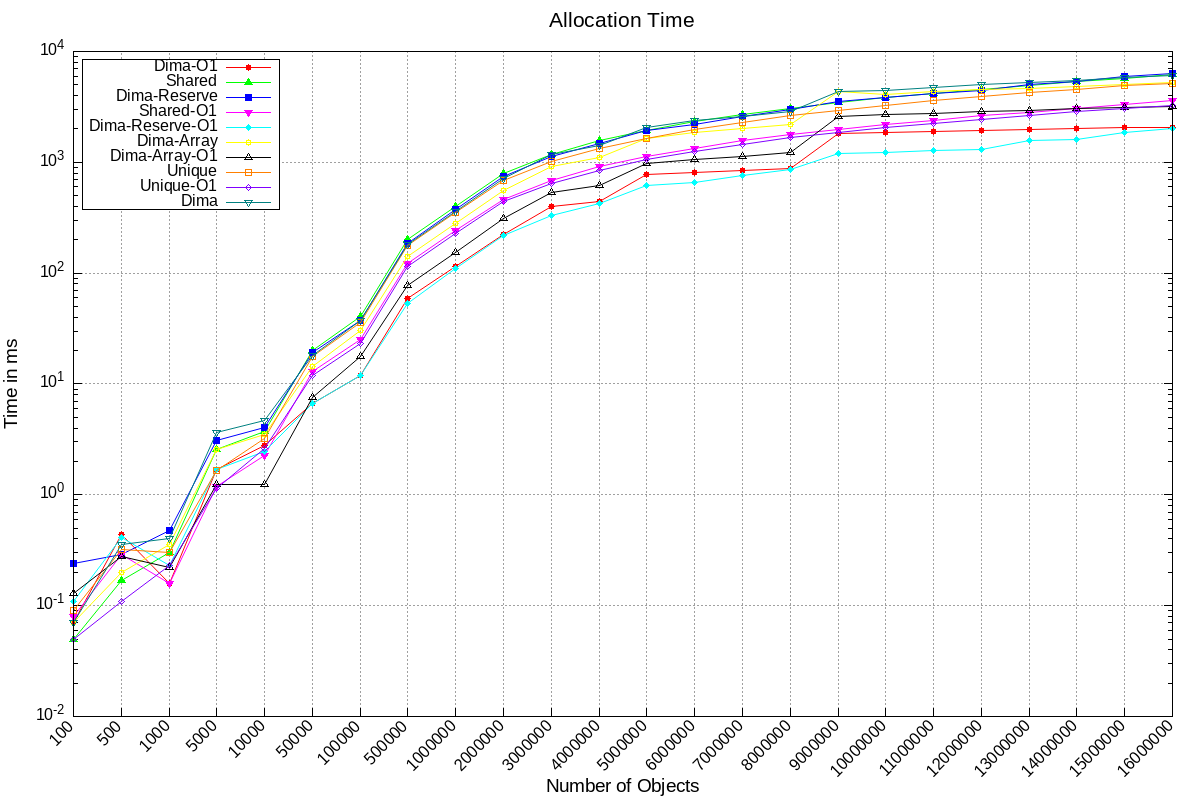 Allocation Time
10^4
10^3
10^2
10^1
10^0
10^-1
10^-2
Time in ms
Dima-O1
Shared
Dima-Reserve
Shared-O1
Dima-Reserve-O1
Dima-Array
Dima-Array-O1
Unique
Unique-O1
Dima
100 500 1000 5000 10000 50000 100000 500000 1000000 2000000 3000000 4000000 5000000 6000000 7000000 8000000 9000000 10000000 11000000 12000000 13000000 14000000 15000000 16000000
Number of Objects